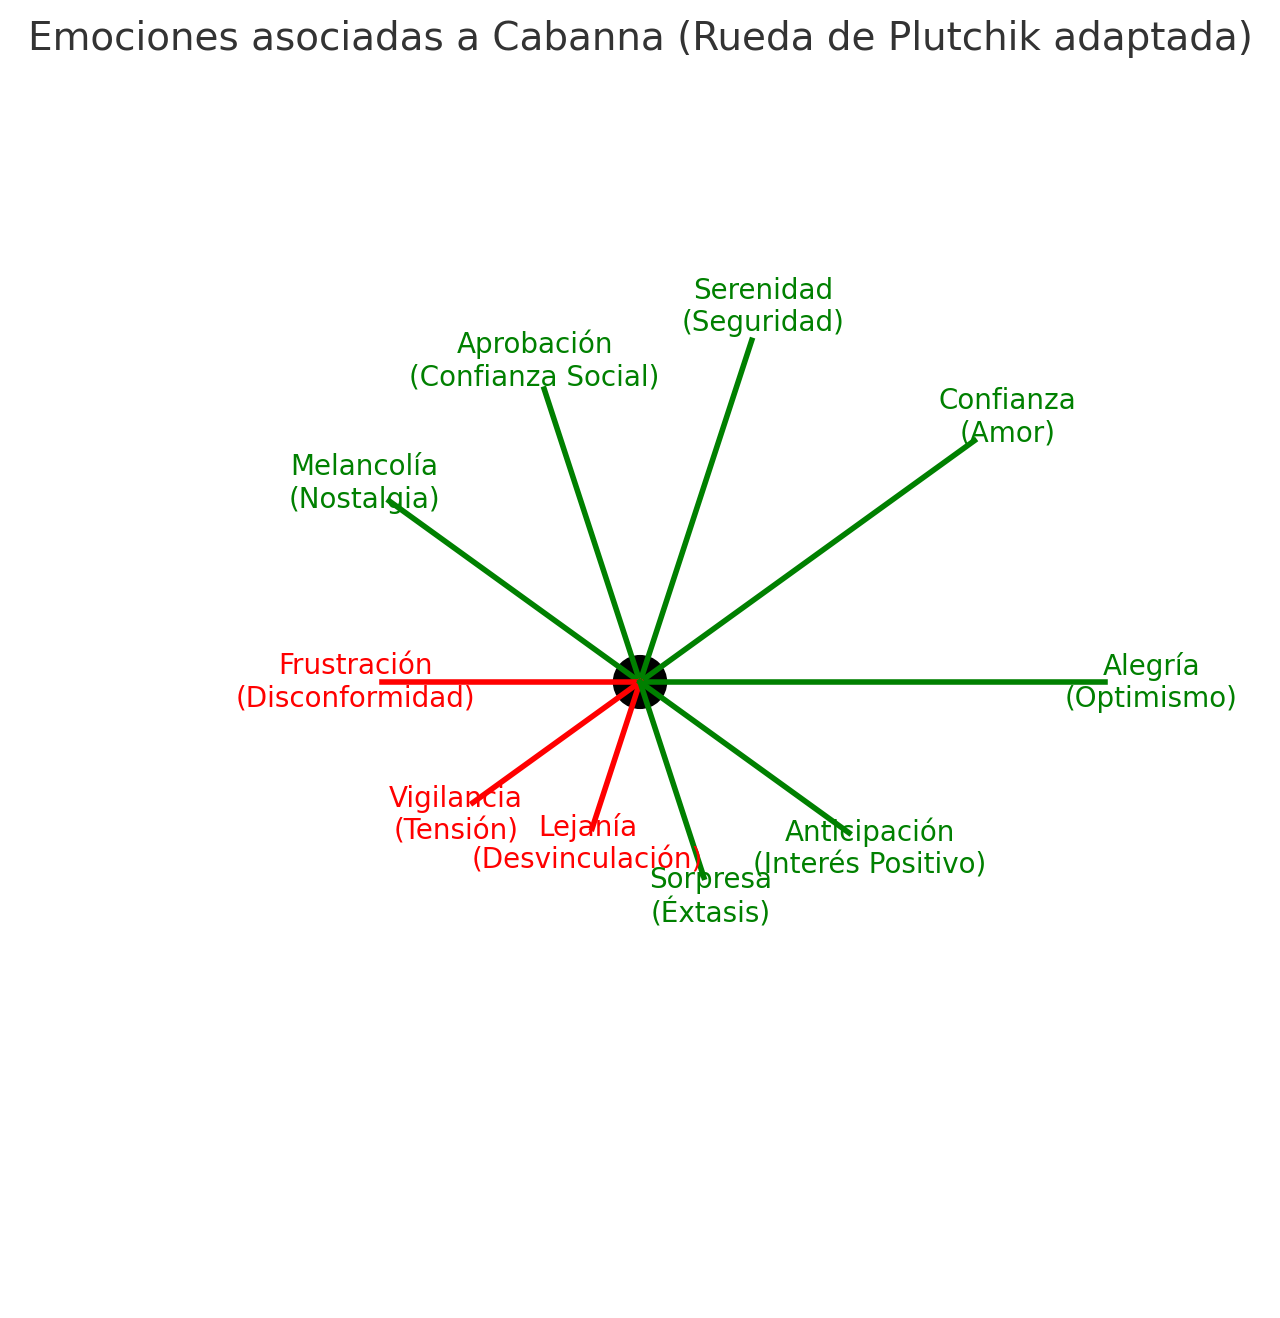 Emociones asociadas a Cabanna (Rueda de Plutchik adaptada)
Serenidad
(Seguridad)
Aprobación
(Confianza Social)
Confianza
(Amor)
Melancolía
(Nostalgia)
Frustración
(Disconformidad)
Alegría
(Optimismo)
Vigilancia
(Tensión)
Lejanía
(Desvinculación)
Anticipación
(Interés Positivo)
Sorpresa
(Éxtasis)